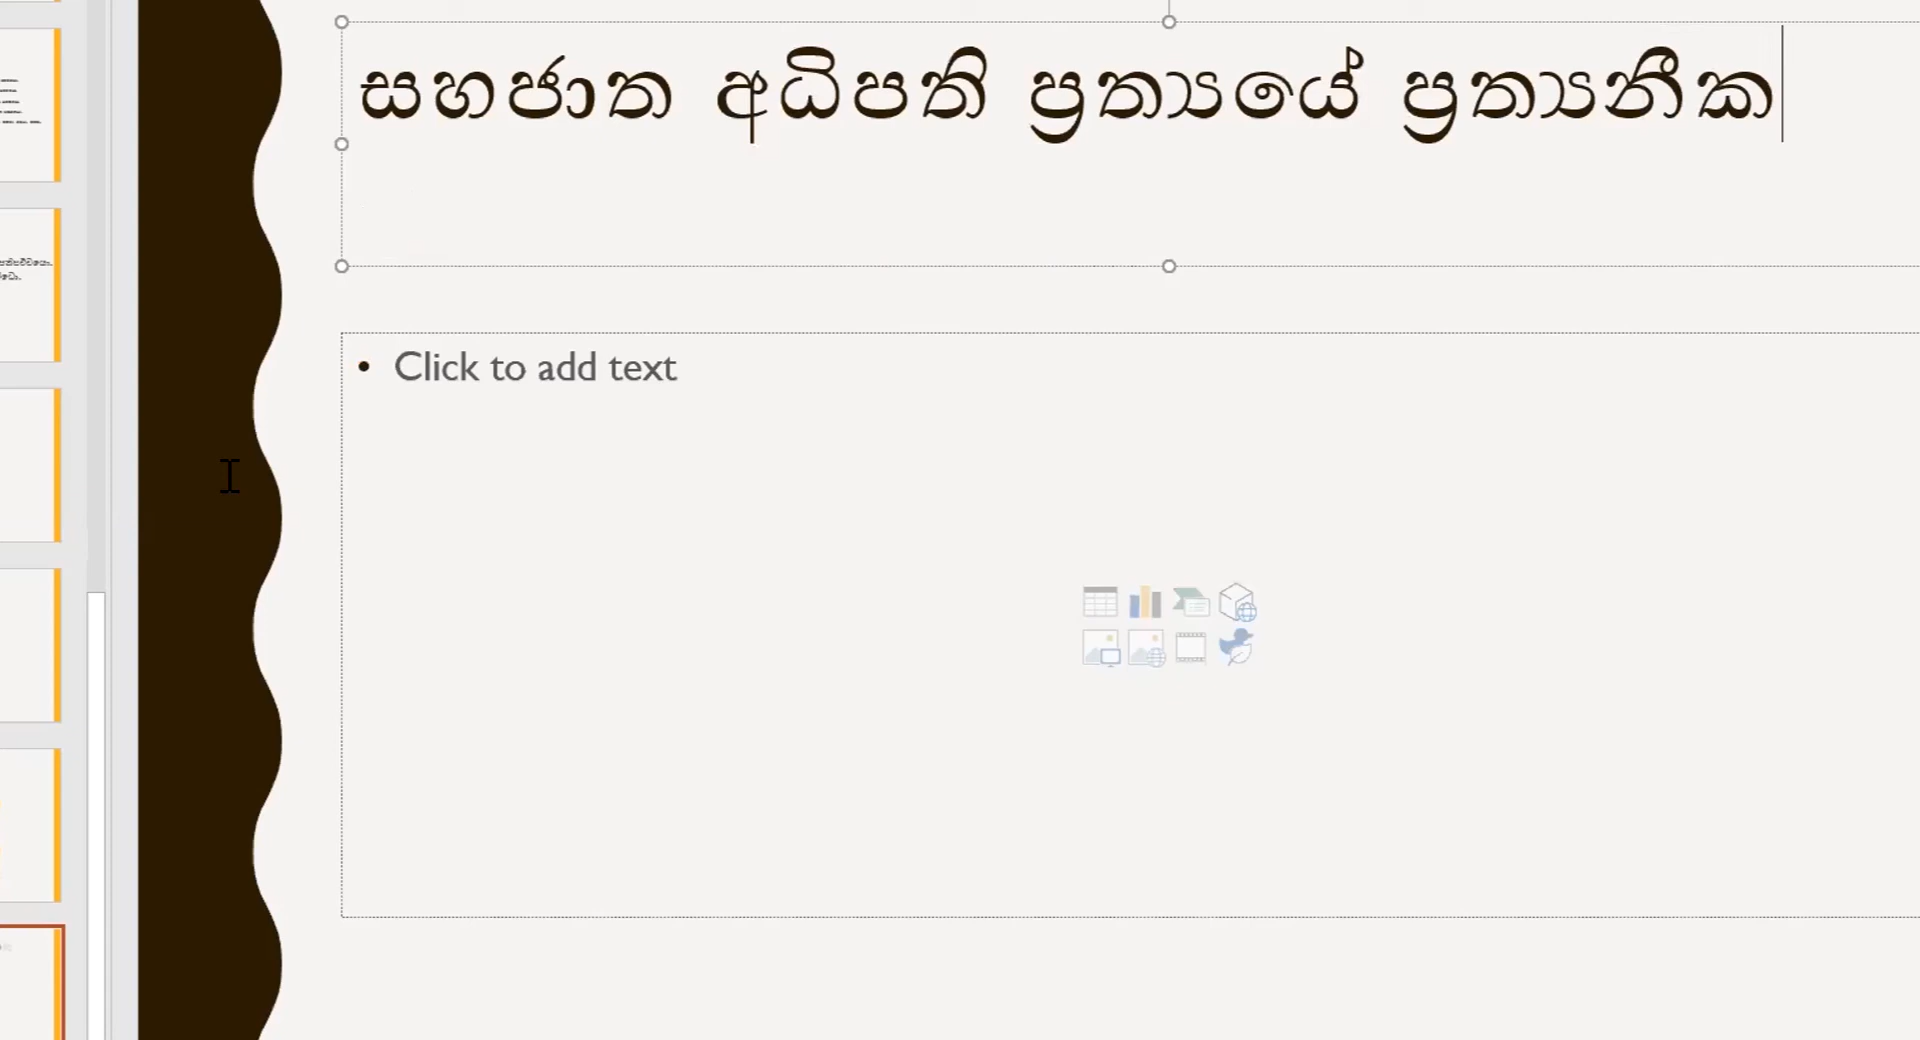 සහජාත අධිපති ප්‍රත්‍යයේ ප්‍රත්‍යනීක
• Click to add text